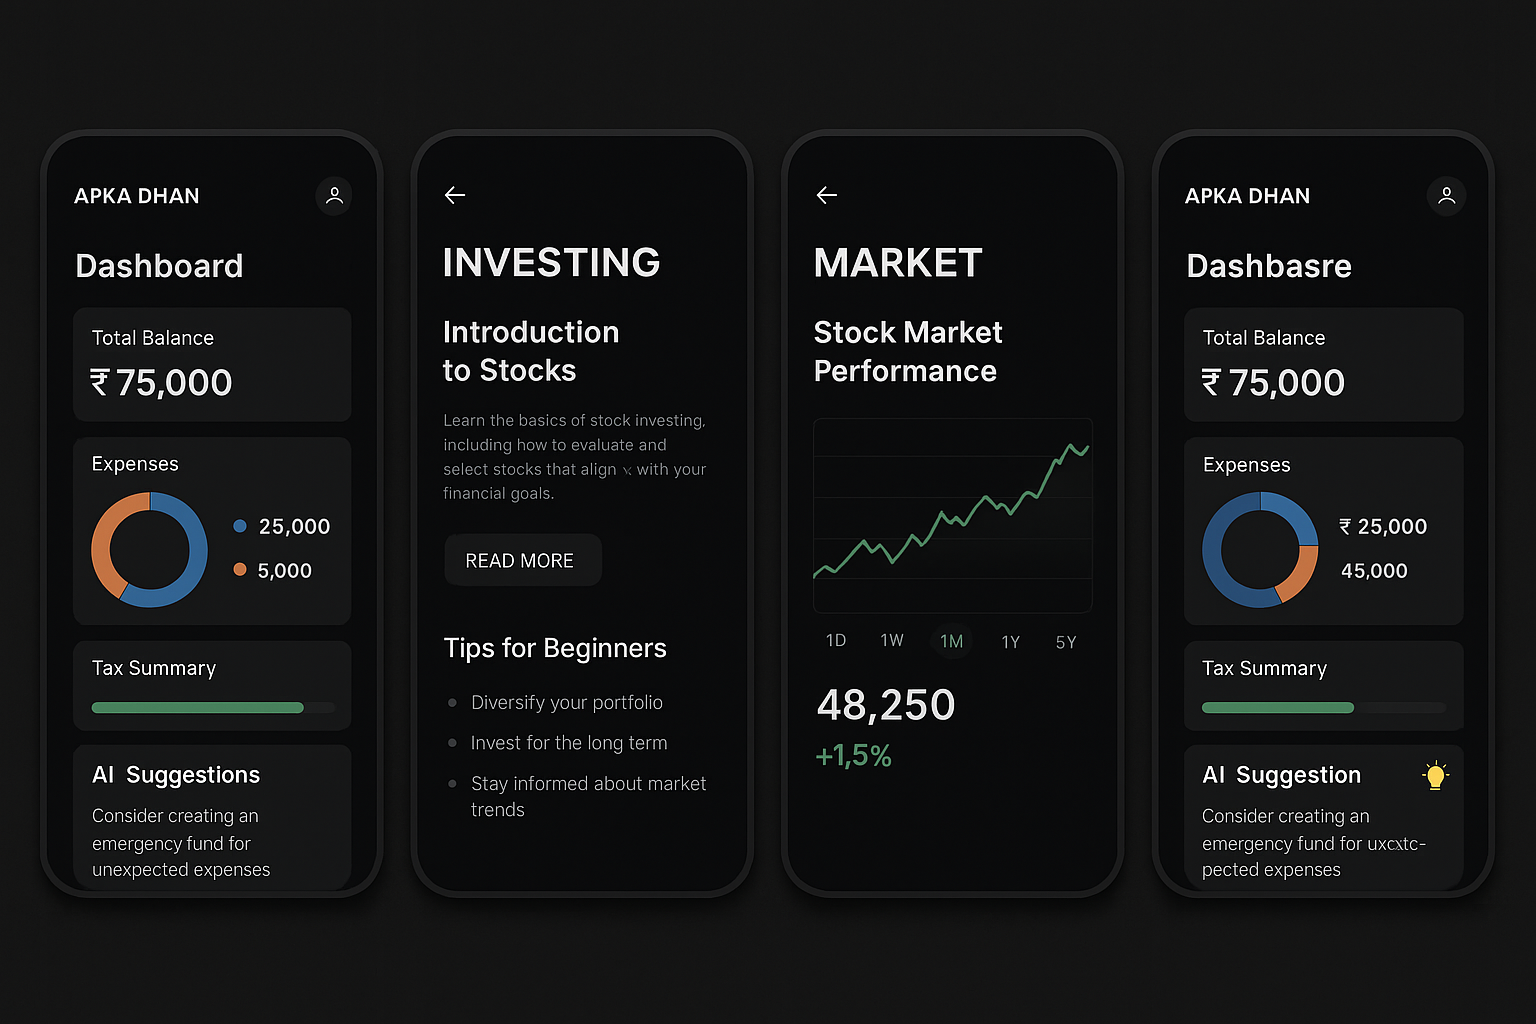 APKA DHAN
Dashboard
Total Balance
₹ 75,000
Expenses
25,000
5,000
Tax Summary
AI Suggestions
Consider creating an
emergency fund for
unexpected expenses
INVESTING
Introduction
to Stocks
Learn the basics of stock investing,
including how to evaluate and
select stocks that align with your
financial goals.
READ MORE
Tips for Beginners
Diversify your portfolio
Invest for the long term
Stay informed about market
trends
MARKET
Stock Market
Performance
1D 1W 1M 1Y 5Y
48,250
+1,5%
APKA DHAN
Dashbasre
Total Balance
₹ 75,000
Expenses
₹ 25,000
45,000
Tax Summary
AI Suggestion
Consider creating an
emergency fund for
pected expenses